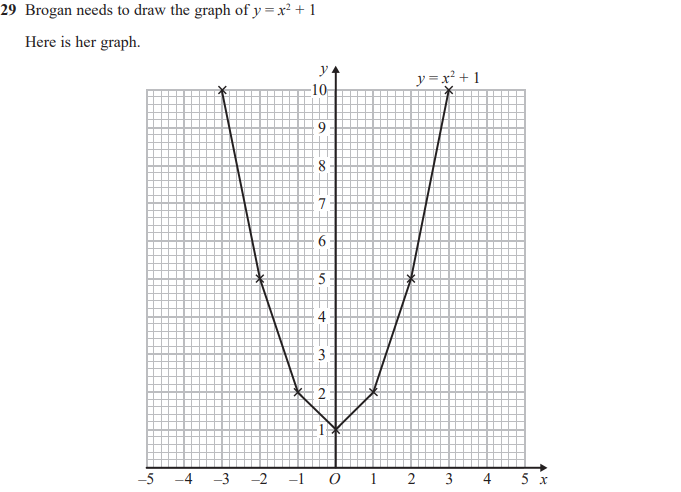 29 Brogan needs to draw the graph of y = x² + 1
Here is her graph.
y
y = x² + 1
10
9
8
7
6
5
4
3
2
1
–5 –4 –3 –2 –1 O 1 2 3 4 5 x